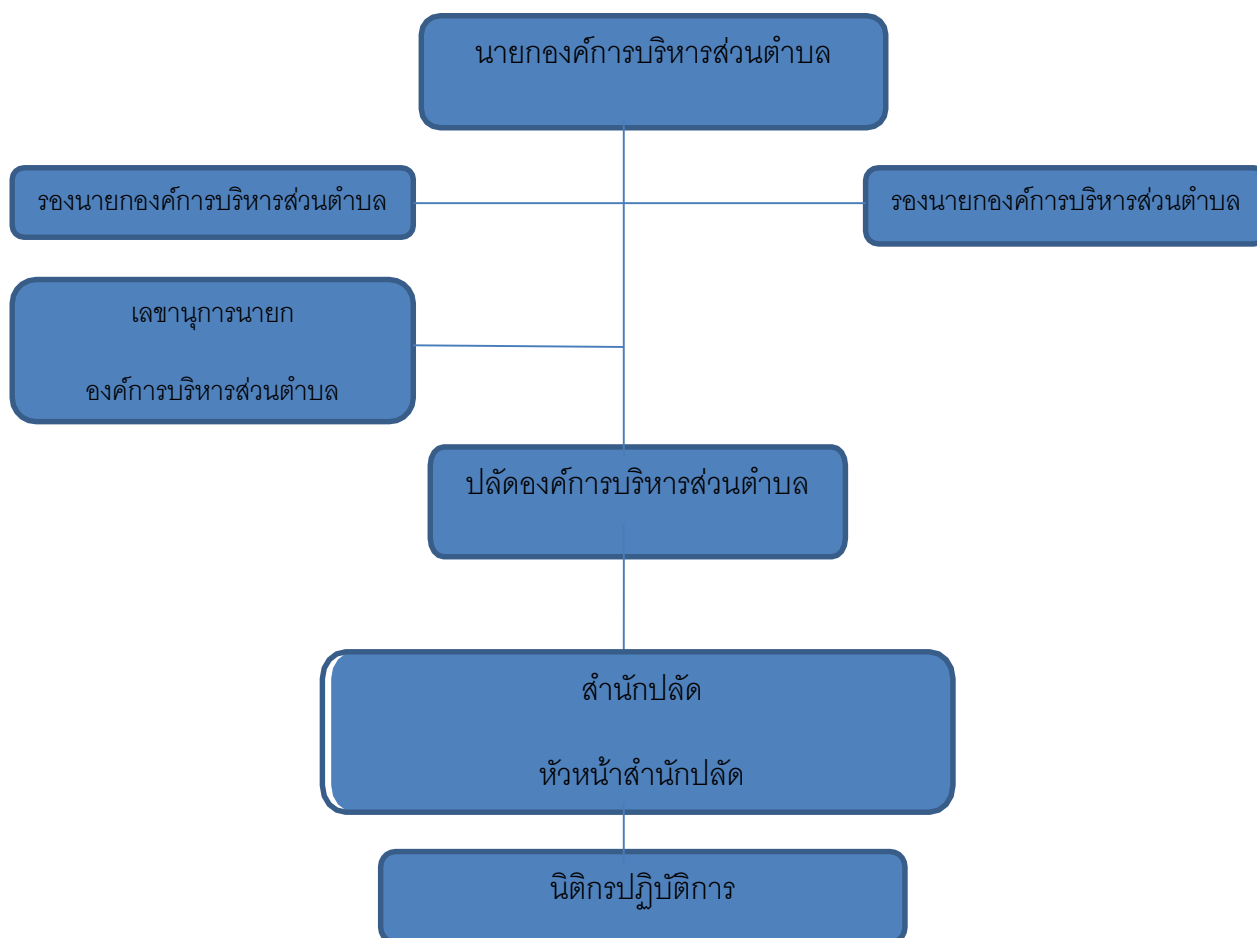 นายกองค์การบริหารส่วนตำบล
รองนายกองค์การบริหารส่วนตำบล
รองนายกองค์การบริหารส่วนตำบล
เลขานุการนายก
องค์การบริหารส่วนตำบล
ปลัดองค์การบริหารส่วนตำบล
สำนักปลัด
หัวหน้าสำนักปลัด
นิติกรปฏิบัติการ